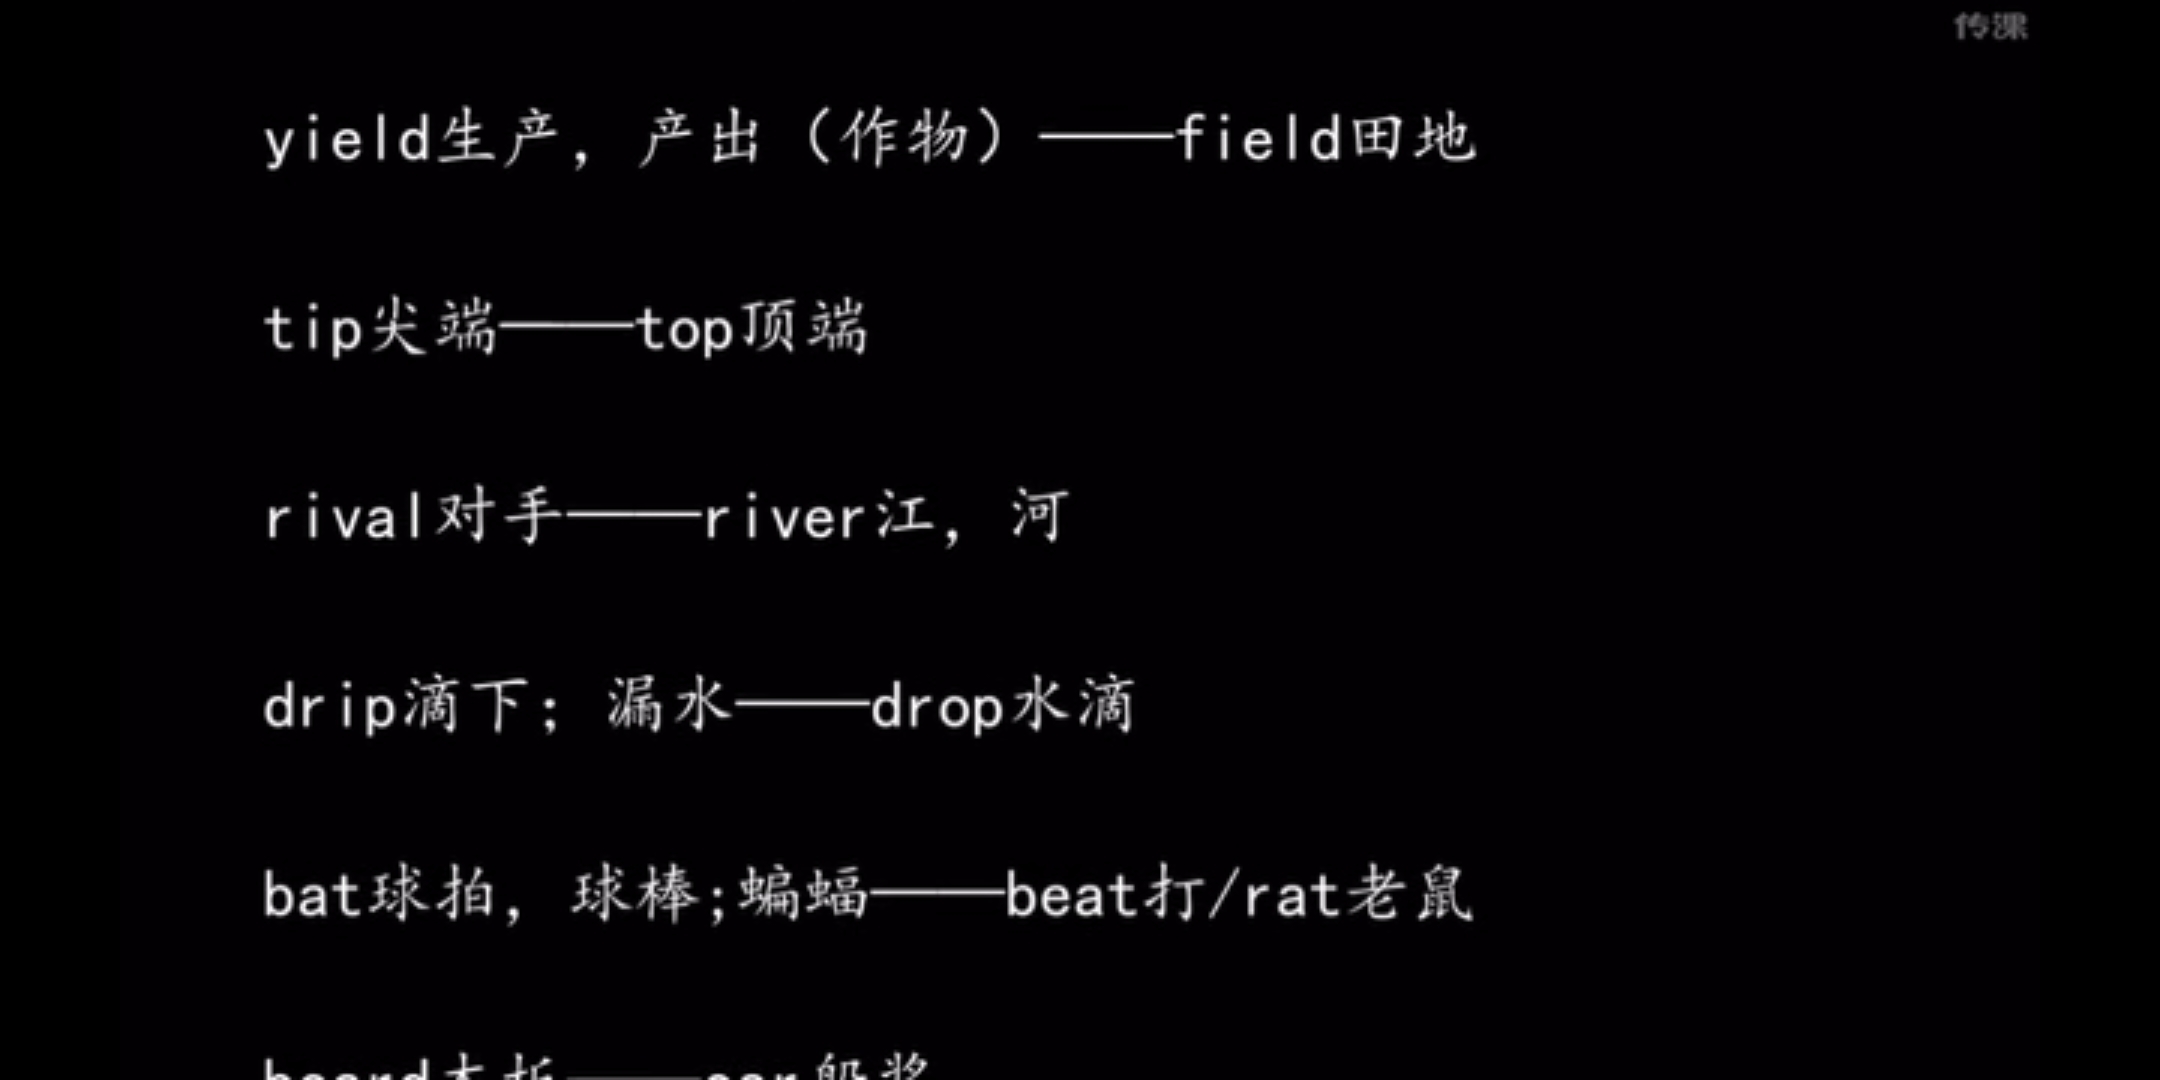 传课
yield生产，产出（作物）——field田地
tip尖端——top顶端
rival对手——river江，河
drip滴下；漏水——drop水滴
bat球拍，球棒;蝙蝠——beat打/rat老鼠